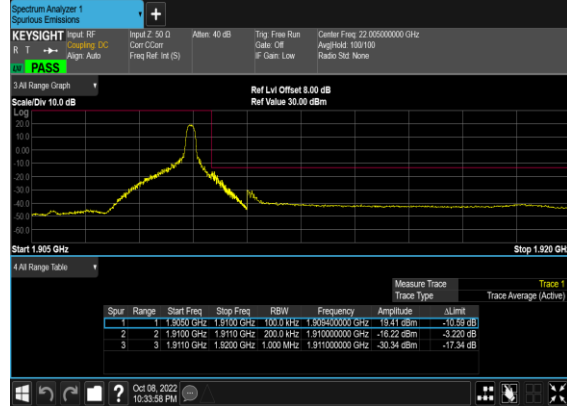 Spectrum Analyzer 1
Spurious Emissions
KEYSIGHT Input: RF Input Z: 50 Ω Atten: 40 dB Trig: Free Run Center Freq: 22.005000000 GHz
R T Coupling: DC Corr CCorr Gate: Off Avg|Hold: 100/100
Align: Auto Freq Ref: Int (S) IF Gain: Low Radio Std: None
PASS
3 All Range Graph
Ref Lvl Offset 8.00 dB
Scale/Div 10.0 dB Ref Value 30.00 dBm
Log
20.0
10.0
0.00
-10.0
-20.0
-30.0
-40.0
-50.0
-60.0
Start 1.905 GHz Stop 1.920 GH
4 All Range Table
Measure Trace Trace 1
Trace Type Trace Average (Active)
Spur Range Start Freq Stop Freq RBW Frequency Amplitude ΔLimit
1 1 1.9050 GHz 1.9100 GHz 100.0 kHz 1.909400000 GHz 19.41 dBm -10.59 dB
2 2 1.9100 GHz 1.9110 GHz 200.0 kHz 1.910000000 GHz -16.22 dBm -3.220 dB
3 3 1.9110 GHz 1.9200 GHz 1.000 MHz 1.911000000 GHz -30.34 dBm -17.34 dB
Oct 08, 2022
10:33:58 PM